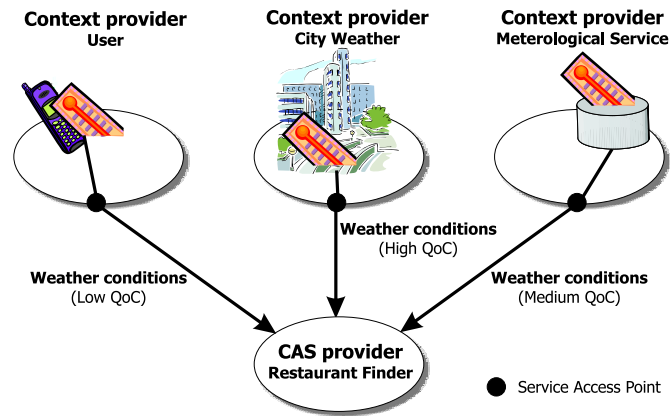 Context provider
User
Context provider
City Weather
Context provider
Meterological Service
Weather conditions
(High QoC)
Weather conditions
(Low QoC)
Weather conditions
(Medium QoC)
CAS provider
Restaurant Finder
Service Access Point